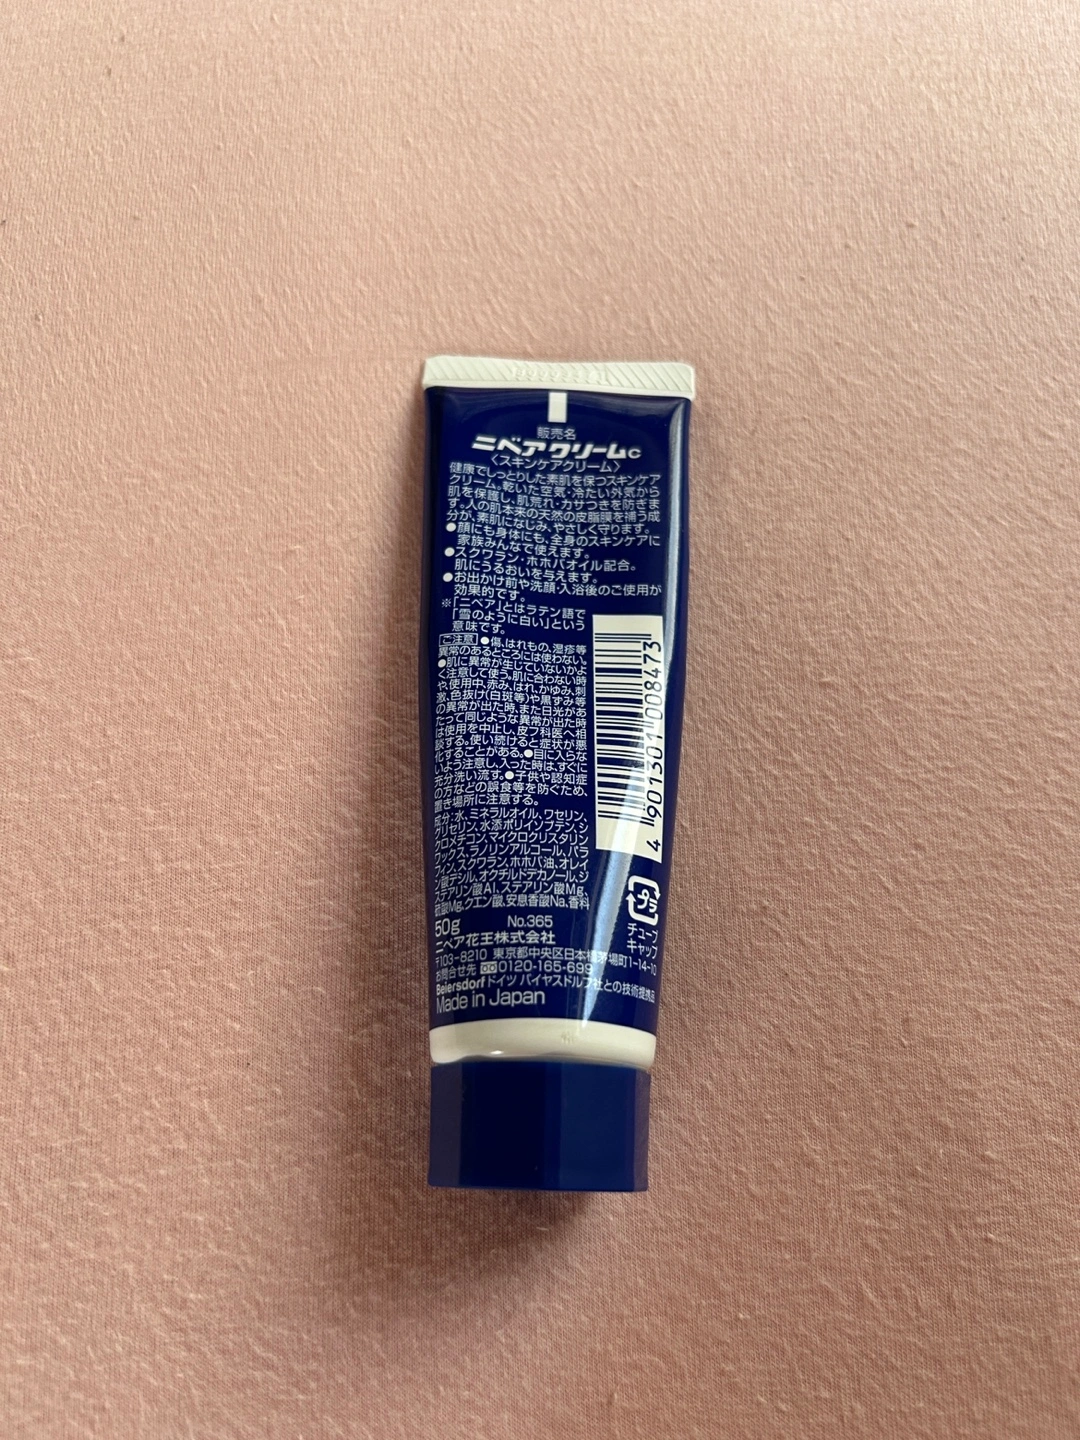 販売名
ニベアクリームC
〈スキンケアクリーム〉
健康でしっとりした素肌を保つスキンケア
クリーム。乾いた空気・冷たい外気から
肌を保護し、肌荒れ・カサつきを防ぎま
す。人の肌本来の天然の皮脂膜を補う成
分が、素肌になじみ、やさしく守ります。
●顔にも身体にも、全身のスキンケアに
家族みんなで使えます。
●スクワラン・ホホバオイル配合。
肌にうるおいを与えます。
●お出かけ前や洗顔・入浴後のご使用が
効果的です。
※「ニベア」とはラテン語で
「雪のように白い」という
意味です。
ご注意 ●傷、はれもの、湿疹等
異常のあるところには使わない。
●肌に異常が生じていないかよ
く注意して使う。肌に合わない時
や、使用中、赤み、はれ、かゆみ、刺
激、色抜け(白斑等)や黒ずみ等
の異常が出た時、また日光があ
たって同じような異常が出た時
は使用を中止し、皮フ科医へ相
談する。使い続けると症状が悪
化することがある。●目に入らな
いよう注意し、入った時は、すぐに
充分洗い流す。●子供や認知症
の方などの誤食等を防ぐため、
置き場所に注意する。
成分:水、ミネラルオイル、ワセリン、
グリセリン、水添ポリイソブテン、シ
クロメチコン、マイクロクリスタリン
ワックス、ラノリンアルコール、パラ
フィン、スクワラン、ホホバ油、オレイ
ン酸デシル、オクチルドデカノール、ジ
ステアリン酸Al、ステアリン酸Mg、
硫酸Mg、クエン酸、安息香酸Na、香料
4 901301 008473
プラ
チューブ
キャップ
50g No.365
ニベア花王株式会社
〒103-8210 東京都中央区日本橋茅場町1-14-10
お問合せ先 0120-165-699
Beiersdorf ドイツ バイヤスドルフ社との技術提携品
Made in Japan